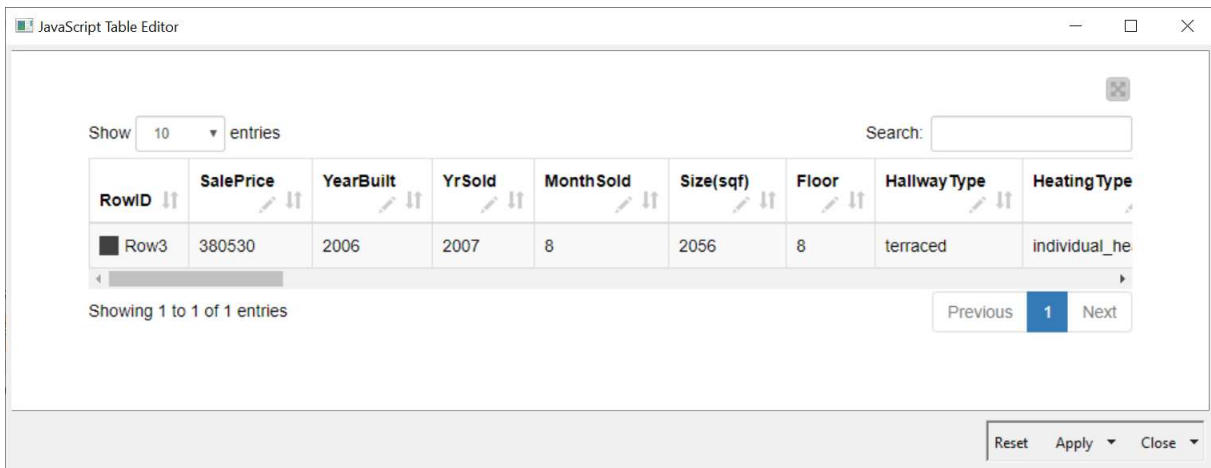 JavaScript Table Editor
Show 10 entries Search:
RowID SalePrice YearBuilt YrSold MonthSold Size(sqf) Floor HallwayType HeatingType
Row3 380530 2006 2007 8 2056 8 terraced individual_he
Showing 1 to 1 of 1 entries Previous 1 Next
Reset Apply Close